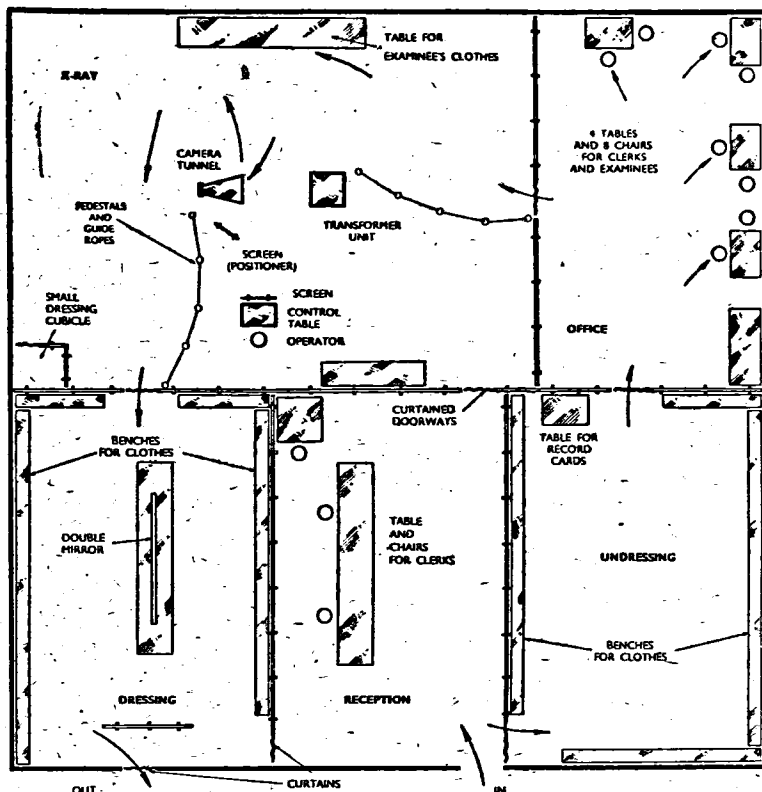 TABLE FOR
EXAMINEE'S CLOTHES
X-RAY
4 TABLES
AND 8 CHAIRS
FOR CLERKS
AND EXAMINEES
CAMERA
TUNNEL
PEDESTALS
AND
GUIDE
ROPES
TRANSFORMER
UNIT
SCREEN
(POSITIONER)
SCREEN
CONTROL
TABLE
OPERATOR
SMALL
DRESSING
CUBICLE
OFFICE
CURTAINED
DOORWAYS
BENCHES
FOR CLOTHES
TABLE FOR
RECORD
CARDS
DOUBLE
MIRROR
TABLE
AND
CHAIRS
FOR CLERKS
UNDRESSING
BENCHES
FOR CLOTHES
DRESSING
RECEPTION
OUT
CURTAINS
IN